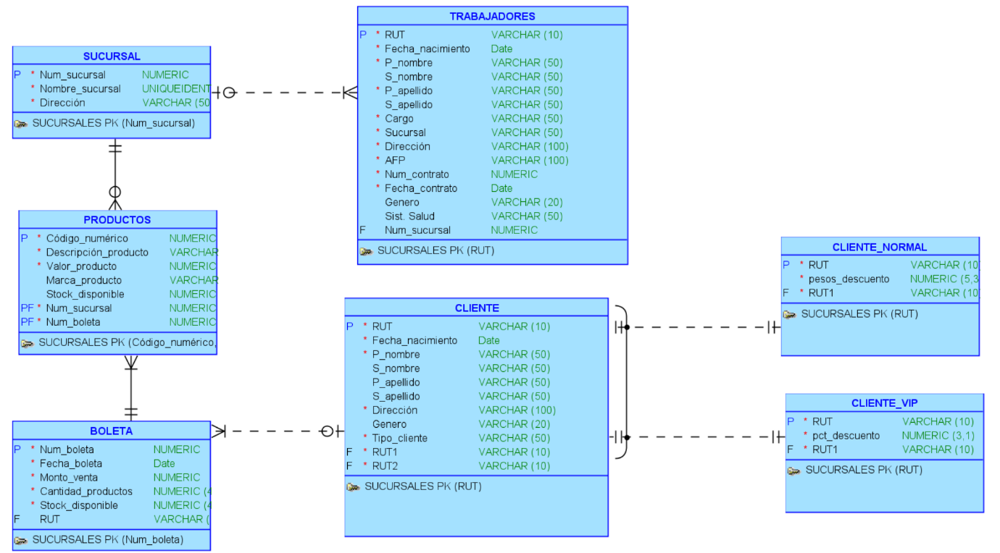 TRABAJADORES
P * RUT VARCHAR (10)
* Fecha_nacimiento Date
* P_nombre VARCHAR (50)
S_nombre VARCHAR (50)
* P_apellido VARCHAR (50)
S_apellido VARCHAR (50)
* Cargo VARCHAR (50)
* Sucursal VARCHAR (50)
* Dirección VARCHAR (100)
* AFP VARCHAR (100)
* Num_contrato NUMERIC
* Fecha_contrato Date
Genero VARCHAR (20)
Sist. Salud VARCHAR (50)
F Num_sucursal NUMERIC
SUCURSALES PK (RUT)
SUCURSAL
P * Num_sucursal NUMERIC
* Nombre_sucursal UNIQUEIDENT
* Dirección VARCHAR (50
SUCURSALES PK (Num_sucursal)
PRODUCTOS
P * Código_numérico NUMERIC
* Descripción_producto VARCHAR
* Valor_producto NUMERIC
Marca_producto VARCHAR
Stock_disponible NUMERIC
PF * Num_sucursal NUMERIC
PF * Num_boleta NUMERIC
SUCURSALES PK (Código_numérico,
CLIENTE_NORMAL
P * RUT VARCHAR (10
* pesos_descuento NUMERIC (5,3
F * RUT1 VARCHAR (10
SUCURSALES PK (RUT)
CLIENTE
P * RUT VARCHAR (10)
* Fecha_nacimiento Date
* P_nombre VARCHAR (50)
S_nombre VARCHAR (50)
P_apellido VARCHAR (50)
S_apellido VARCHAR (50)
* Dirección VARCHAR (100)
Genero VARCHAR (20)
* Tipo_cliente VARCHAR (50)
F * RUT1 VARCHAR (10)
F * RUT2 VARCHAR (10)
SUCURSALES PK (RUT)
CLIENTE_VIP
P * RUT VARCHAR (10)
* pct_descuento NUMERIC (3,1)
F * RUT1 VARCHAR (10)
SUCURSALES PK (RUT)
BOLETA
P * Num_boleta NUMERIC
* Fecha_boleta Date
* Monto_venta NUMERIC
* Cantidad_productos NUMERIC (4
* Stock_disponible NUMERIC (4
F RUT VARCHAR (
SUCURSALES PK (Num_boleta)